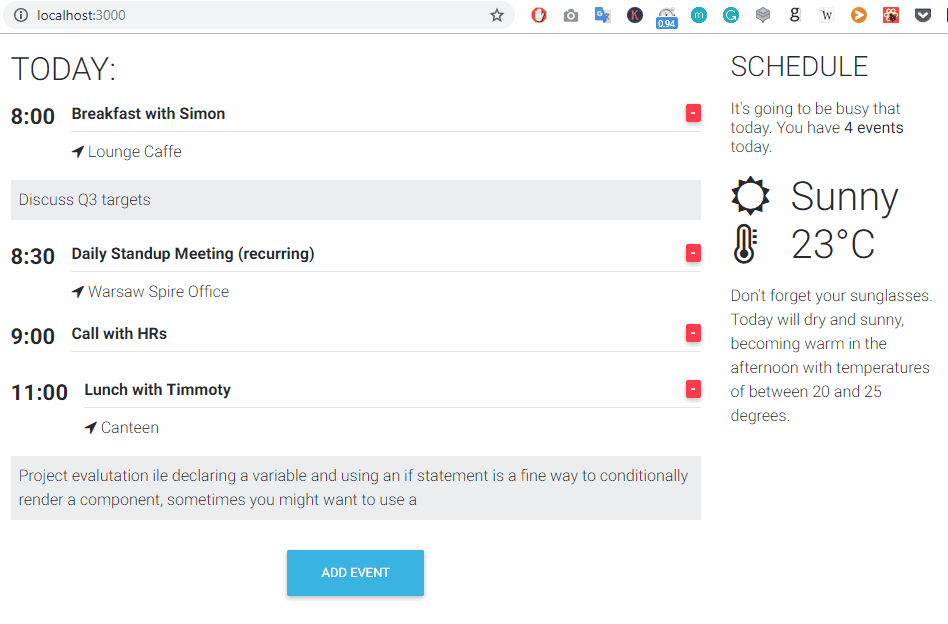 localhost:3000
0.94
TODAY:
8:00 Breakfast with Simon -
Lounge Caffe
Discuss Q3 targets
8:30 Daily Standup Meeting (recurring) -
Warsaw Spire Office
9:00 Call with HRs -
11:00 Lunch with Timmoty -
Canteen
Project evalutation ile declaring a variable and using an if statement is a fine way to conditionally
render a component, sometimes you might want to use a
ADD EVENT
SCHEDULE
It's going to be busy that
today. You have 4 events
today.
Sunny
23°C
Don't forget your sunglasses.
Today will dry and sunny,
becoming warm in the
afternoon with temperatures
of between 20 and 25
degrees.